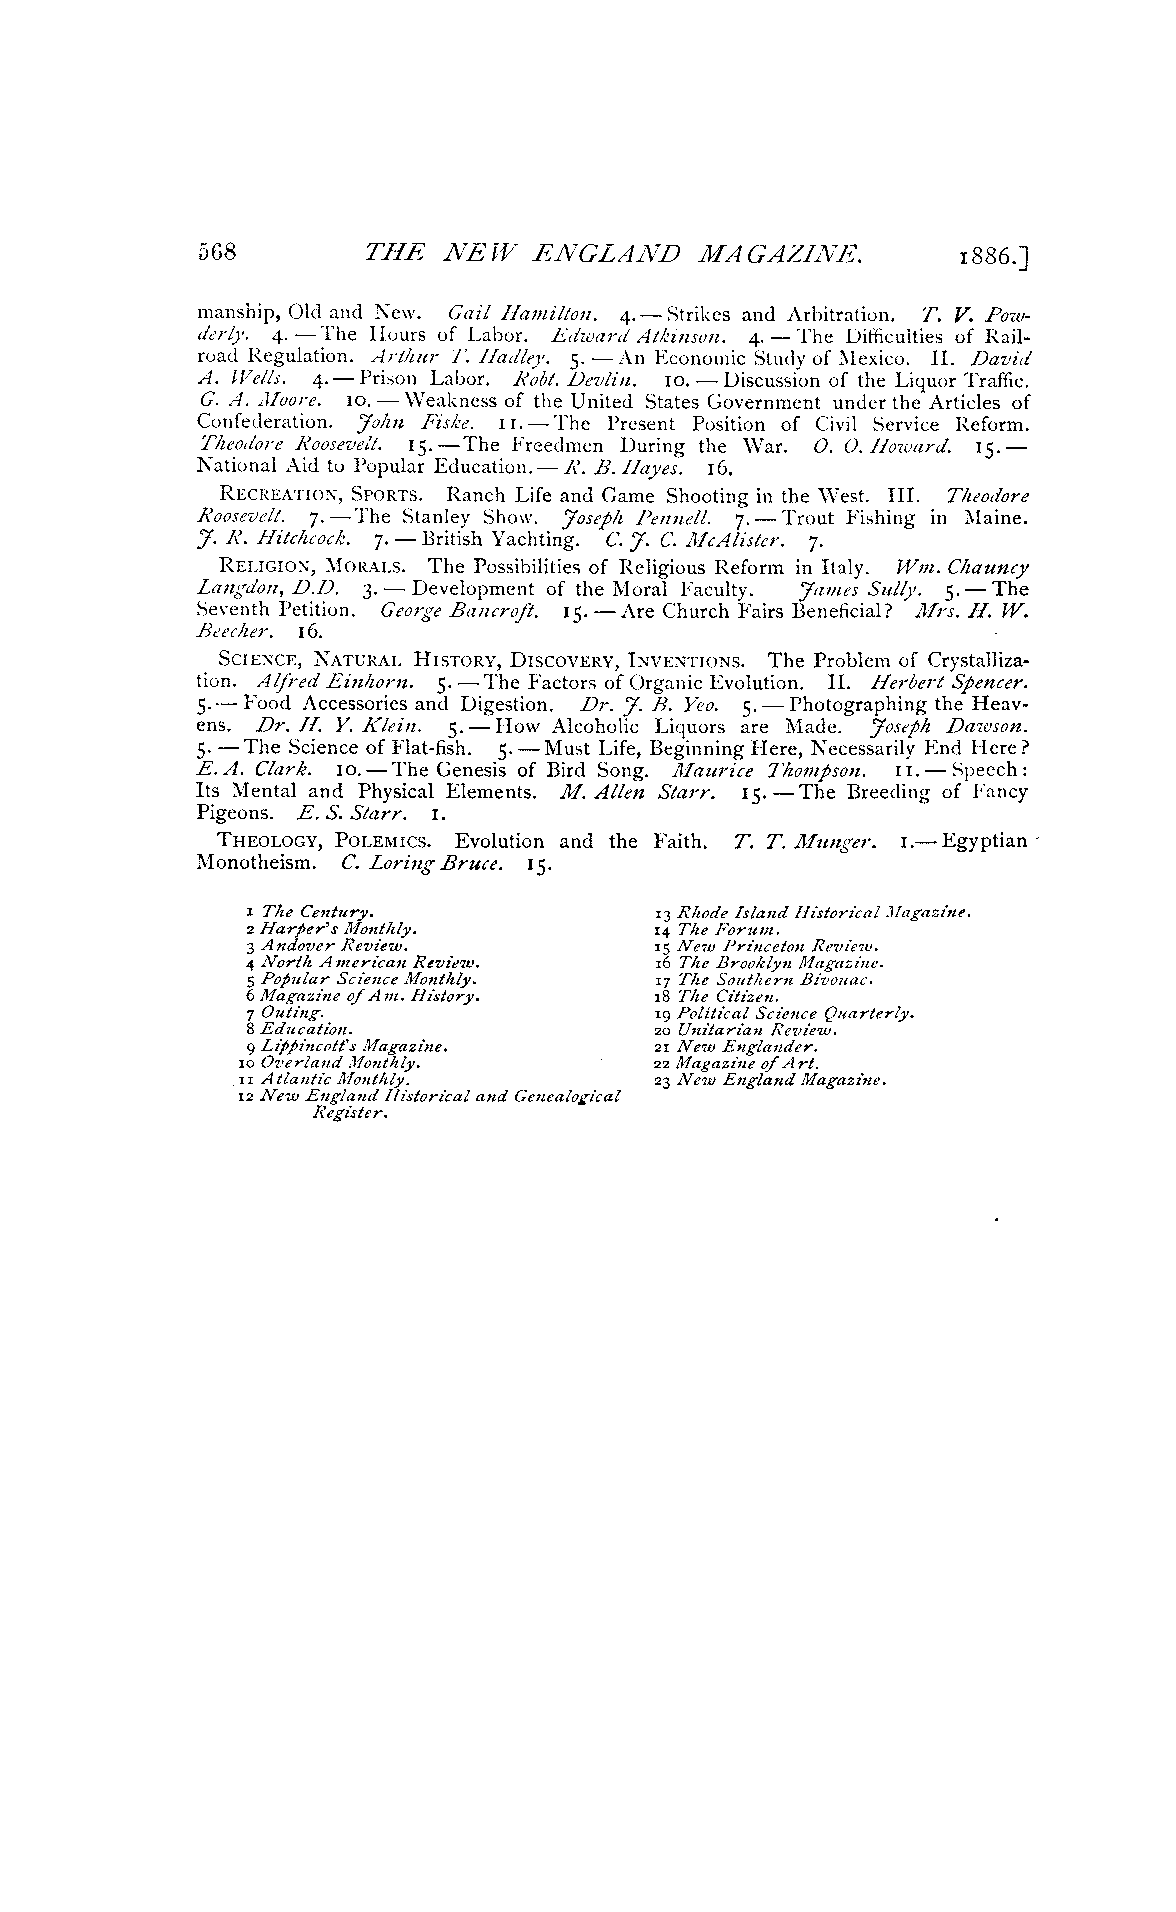 568 THE NEW ENGLAND MAGAZINE. 1886.]
manship, Old and New. Gail Hamilton. 4.—Strikes and Arbitration. T. V. Pow-
derly. 4.—The Hours of Labor. Edward Atkinson. 4.—The Difficulties of Rail-
road Regulation. Arthur T. Hadley. 5.—An Economic Study of Mexico. II. David
A. Wells. 4.—Prison Labor. Robt. Devlin. 10.—Discussion of the Liquor Traffic.
G. A. Moore. 10.—Weakness of the United States Government under the Articles of
Confederation. John Fiske. 11.—The Present Position of Civil Service Reform.
Theodore Roosevelt. 15.—The Freedmen During the War. O. O. Howard. 15.—
National Aid to Popular Education.—R. B. Hayes. 16.
RECREATION, SPORTS. Ranch Life and Game Shooting in the West. III. Theodore
Roosevelt. 7.—The Stanley Show. Joseph Pennell. 7.—Trout Fishing in Maine.
J. R. Hitchcock. 7.—British Yachting. C. J. C. McAlister. 7.
RELIGION, MORALS. The Possibilities of Religious Reform in Italy. Wm. Chauncy
Langdon, D.D. 3.—Development of the Moral Faculty. James Sully. 5.—The
Seventh Petition. George Bancroft. 15.—Are Church Fairs Beneficial? Mrs. H. W.
Beecher. 16.
SCIENCE, NATURAL HISTORY, DISCOVERY, INVENTIONS. The Problem of Crystalliza-
tion. Alfred Einhorn. 5.—The Factors of Organic Evolution. II. Herbert Spencer.
5.—Food Accessories and Digestion. Dr. J. B. Yeo. 5.—Photographing the Heav-
ens. Dr. H. Y. Klein. 5.—How Alcoholic Liquors are Made. Joseph Dawson.
5.—The Science of Flat-fish. 5.—Must Life, Beginning Here, Necessarily End Here?
E. A. Clark. 10.—The Genesis of Bird Song. Maurice Thompson. 11.—Speech:
Its Mental and Physical Elements. M. Allen Starr. 15.—The Breeding of Fancy
Pigeons. E. S. Starr. 1.
THEOLOGY, POLEMICS. Evolution and the Faith. T. T. Munger. 1.—Egyptian
Monotheism. C. Loring Bruce. 15.
1 The Century.
2 Harper's Monthly.
3 Andover Review.
4 North American Review.
5 Popular Science Monthly.
6 Magazine of Am. History.
7 Outing.
8 Education.
9 Lippincott's Magazine.
10 Overland Monthly.
11 Atlantic Monthly.
12 New England Historical and Genealogical
Register.
13 Rhode Island Historical Magazine.
14 The Forum.
15 New Princeton Review.
16 The Brooklyn Magazine.
17 The Southern Bivouac.
18 The Citizen.
19 Political Science Quarterly.
20 Unitarian Review.
21 New Englander.
22 Magazine of Art.
23 New England Magazine.